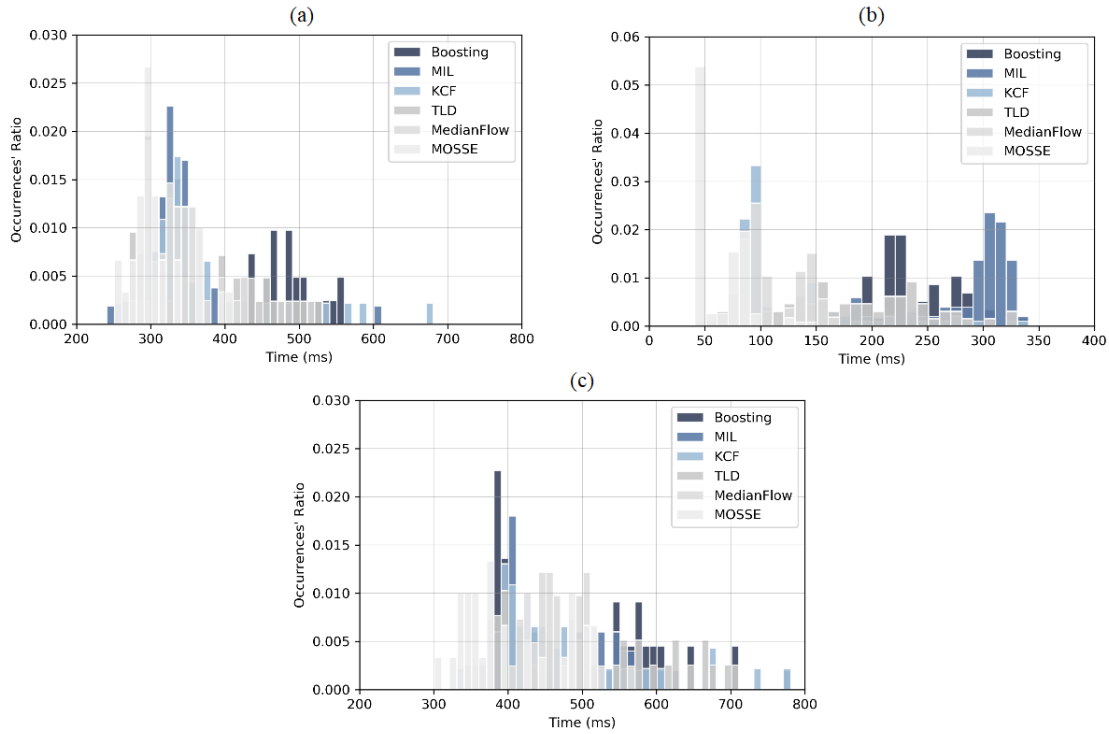 (a)
0.030
0.025
0.020
0.015
0.010
0.005
0.000
Occurrences' Ratio
200 300 400 500 600 700 800
Time (ms)
Boosting
MIL
KCF
TLD
MedianFlow
MOSSE
(b)
0.06
0.05
0.04
0.03
0.02
0.01
0.00
Occurrences' Ratio
0 50 100 150 200 250 300 350 400
Time (ms)
Boosting
MIL
KCF
TLD
MedianFlow
MOSSE
(c)
0.030
0.025
0.020
0.015
0.010
0.005
0.000
Occurrences' Ratio
200 300 400 500 600 700 800
Time (ms)
Boosting
MIL
KCF
TLD
MedianFlow
MOSSE